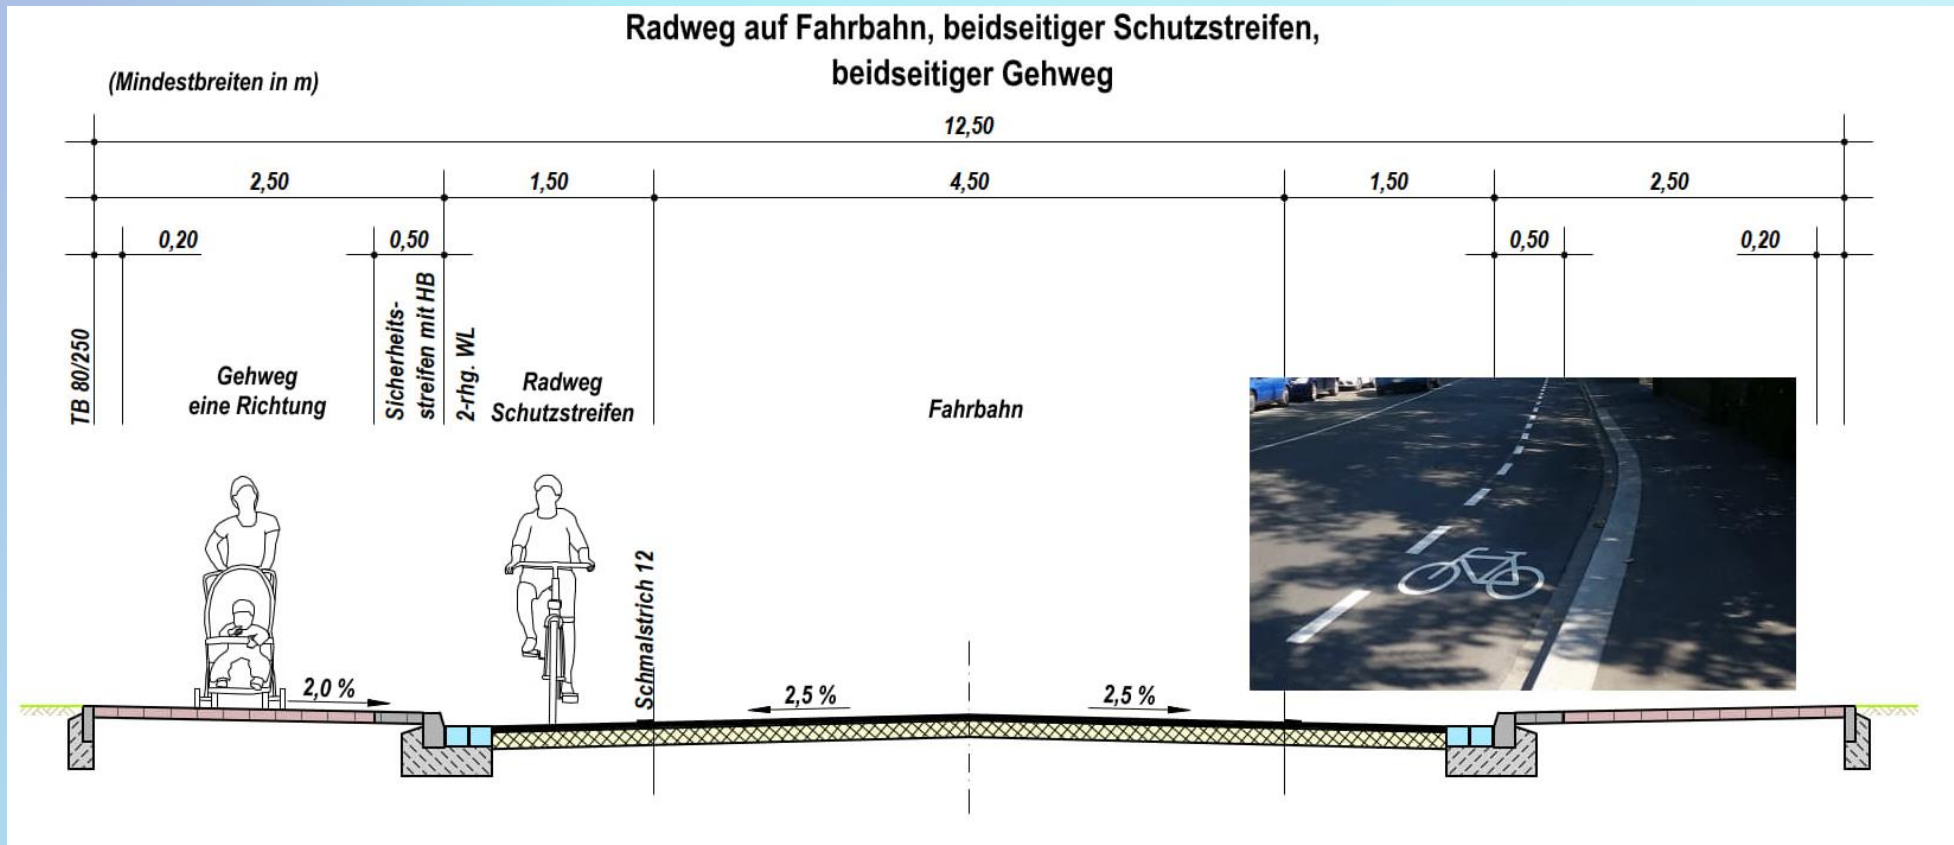 Radweg auf Fahrbahn, beidseitiger Schutzstreifen,
beidseitiger Gehweg
(Mindestbreiten in m)
12,50
2,50
1,50
4,50
1,50
2,50
0,20
0,50
0,50
0,20
TB 80/250
Gehweg
eine Richtung
Sicherheits-
streifen mit HB
2-rhg. WL
Radweg
Schutzstreifen
Fahrbahn
Schmalstrich 12
2,0 %
2,5 %
2,5 %